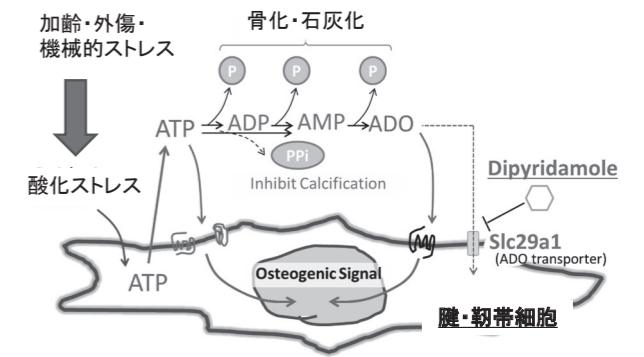 加齢・外傷・
機械的ストレス
骨化・石灰化
P P P
ATP ADP AMP ADO
PPi
Inhibit Calcification
酸化ストレス
Dipyridamole
Slc29a1
(ADO transporter)
ATP
Osteogenic Signal
腱・靭帯細胞